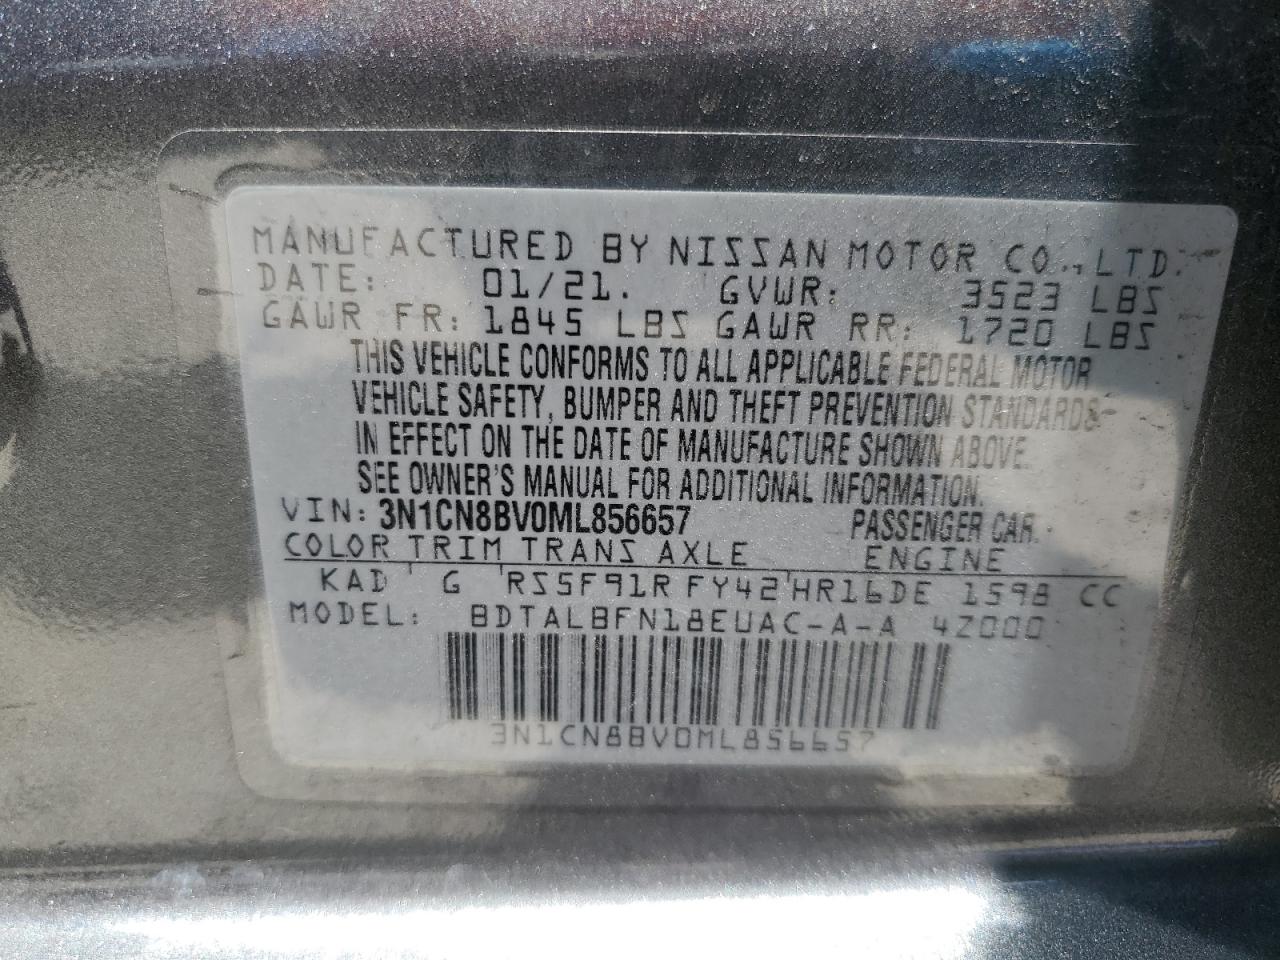 MANUFACTURED BY NISSAN MOTOR CO., LTD.
DATE: 01/21. GVWR: 3523 LBS
GAWR FR: 1845 LBS GAWR RR: 1720 LBS
THIS VEHICLE CONFORMS TO ALL APPLICABLE FEDERAL MOTOR
VEHICLE SAFETY, BUMPER AND THEFT PREVENTION STANDARDS
IN EFFECT ON THE DATE OF MANUFACTURE SHOWN ABOVE.
SEE OWNER'S MANUAL FOR ADDITIONAL INFORMATION.
VIN: 3N1CN8BV0ML856657 PASSENGER CAR
COLOR TRIM TRANS AXLE ENGINE
KAD G RS5F91R FY42 HR16DE 1598 CC
MODEL: BDTALBFN18EUAC-A-A 4Z000
3N1CN8BV0ML856657